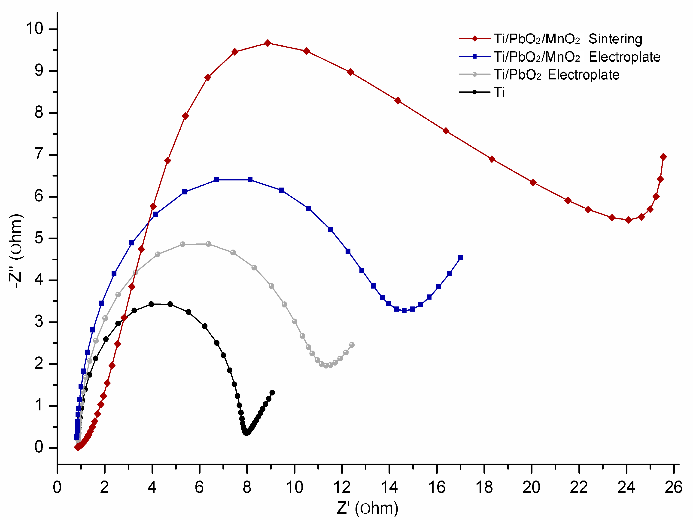 Ti/PbO₂/MnO₂ Sintering
Ti/PbO₂/MnO₂ Electroplate
Ti/PbO₂ Electroplate
Ti
10
9
8
7
6
5
4
3
2
1
0
-Z'' (Ohm)
0 2 4 6 8 10 12 14 16 18 20 22 24 26
Z' (Ohm)